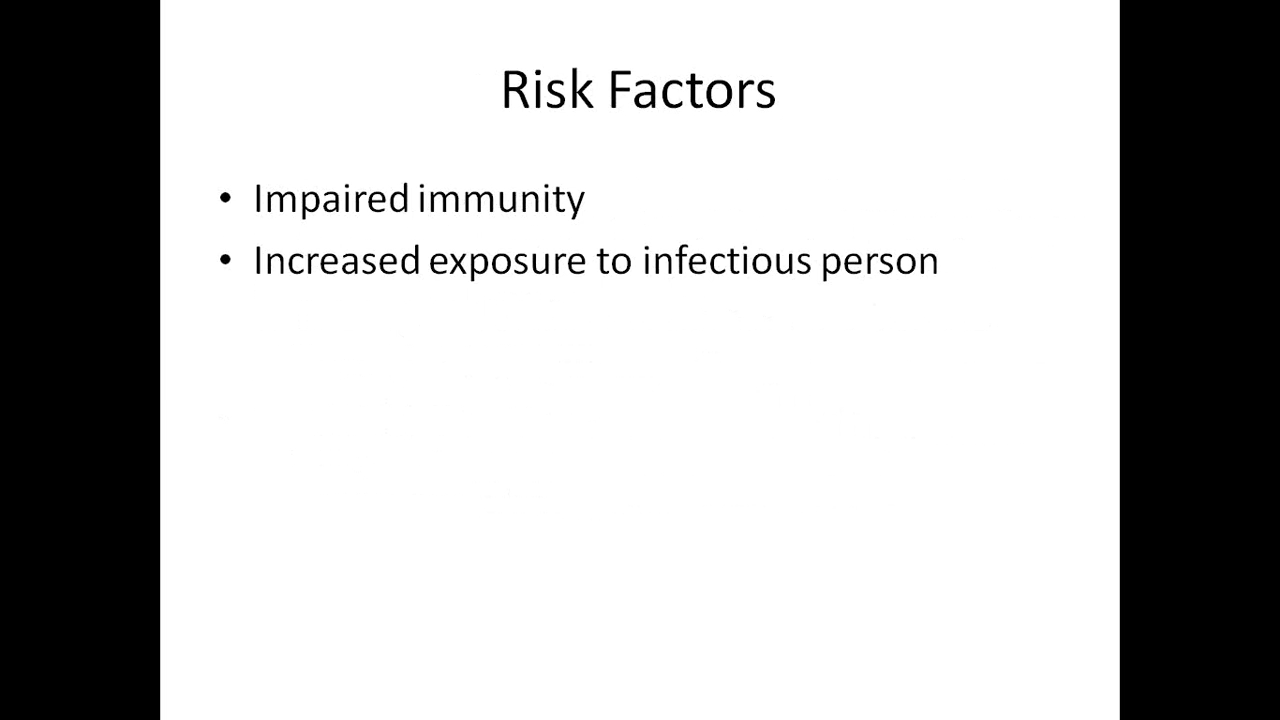 Risk Factors
• Impaired immunity
• Increased exposure to infectious person